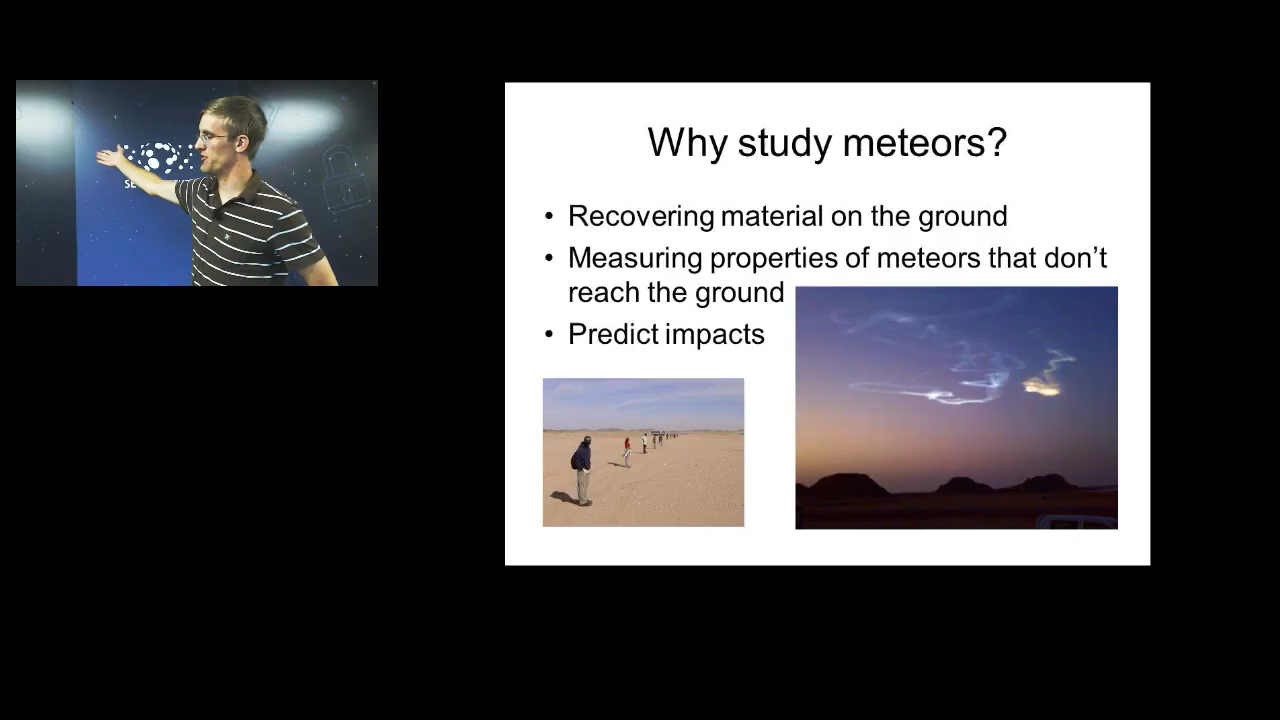 Why study meteors?
• Recovering material on the ground
• Measuring properties of meteors that don’t
reach the ground
• Predict impacts